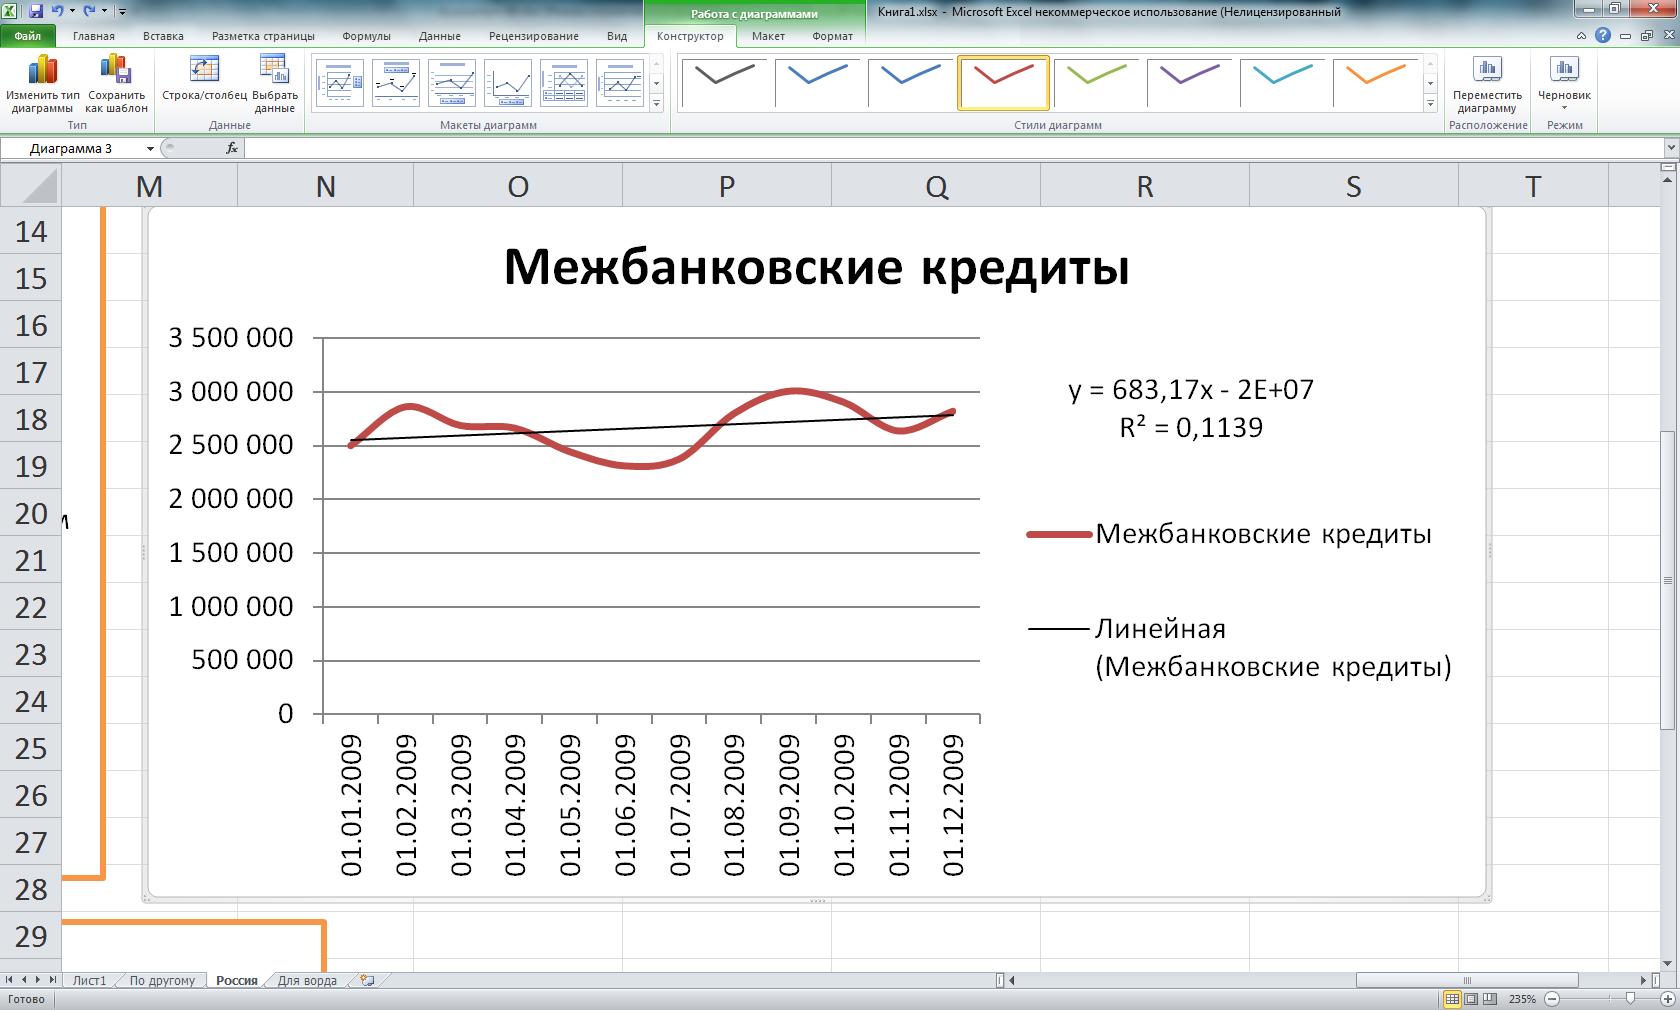 Работа с диаграммами
Книга1.xlsx - Microsoft Excel некоммерческое использование (Нелицензированный
Файл Главная Вставка Разметка страницы Формулы Данные Рецензирование Вид Конструктор Макет Формат
Изменить тип диаграммы
Сохранить как шаблон
Строка/столбец
Выбрать данные
Переместить диаграмму
Черновик
Тип Данные Макеты диаграмм Стили диаграмм Расположение Режим
Диаграмма 3 fx
M N O P Q R S T
14
15
16
17
18
19
20
21
22
23
24
25
26
27
28
29
Межбанковские кредиты
3 500 000
3 000 000
2 500 000
2 000 000
1 500 000
1 000 000
500 000
0
01.01.2009
01.02.2009
01.03.2009
01.04.2009
01.05.2009
01.06.2009
01.07.2009
01.08.2009
01.09.2009
01.10.2009
01.11.2009
01.12.2009
y = 683,17x - 2E+07
R² = 0,1139
Межбанковские кредиты
Линейная
(Межбанковские кредиты)
Лист1 По другому Россия Для ворда
Готово 235%